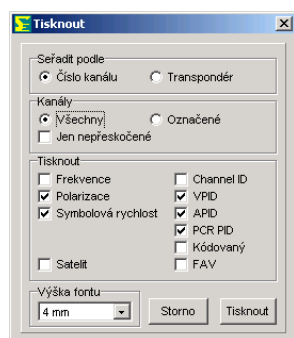 Tisknout
Seřadit podle
Číslo kanálu Transpondér
Kanály
Všechny Označené
Jen nepřeskočené
Tisknout
Frekvence Channel ID
Polarizace VPID
Symbolová rychlost APID
PCR PID
Kódovaný
Satelit FAV
Výška fontu
4 mm Storno Tisknout